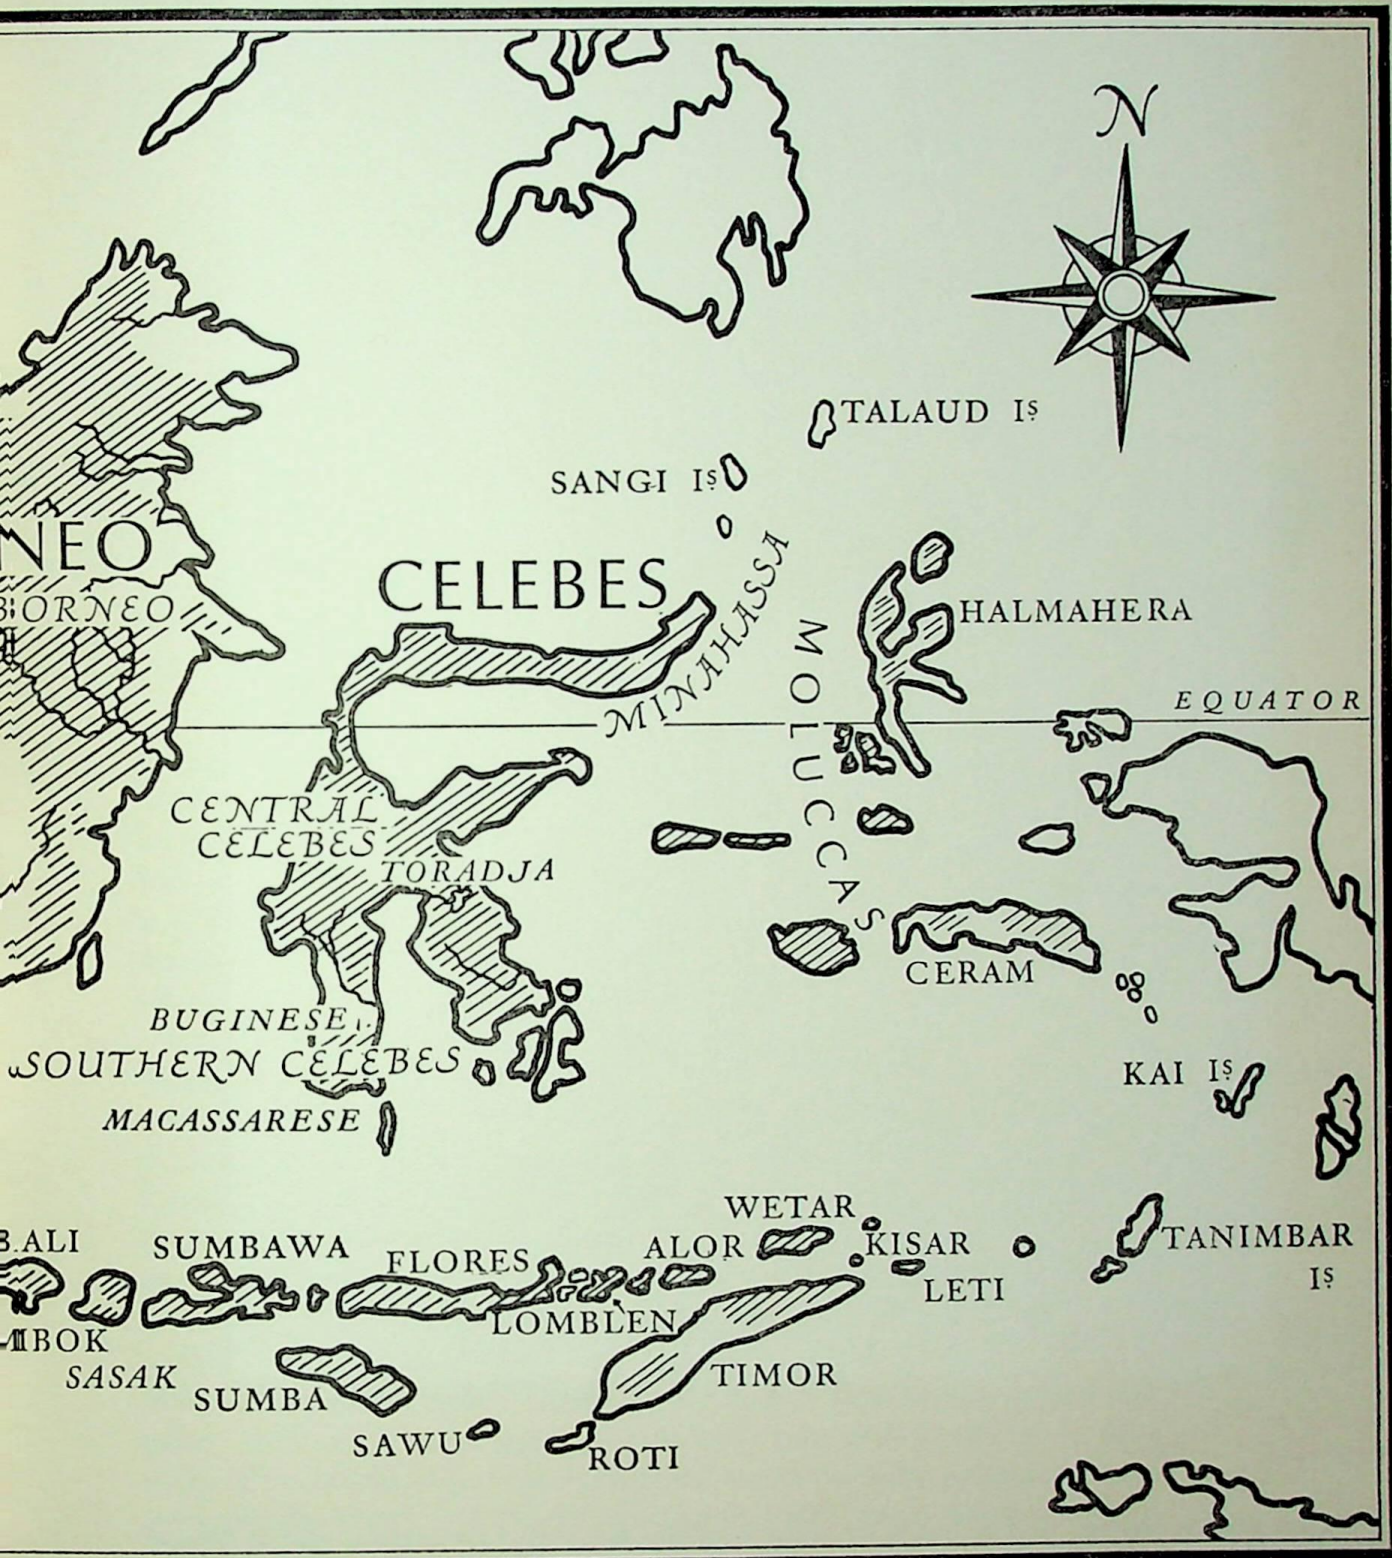 N
TALAUD Is
SANGI Is
NEO
CELEBES
BORNEO
MINAHASSA
HALMAHERA
MOLUCCAS
EQUATOR
CENTRAL
CELEBES
TORADJA
CERAM
BUGINESE
SOUTHERN CELEBES
KAI Is
MACASSARESE
WETAR
BALI
SUMBAWA
FLORES
ALOR
KISAR
TANIMBAR
Is
LETI
LOMBLEN
MBOK
SASAK
SUMBA
TIMOR
SAWU
ROTI